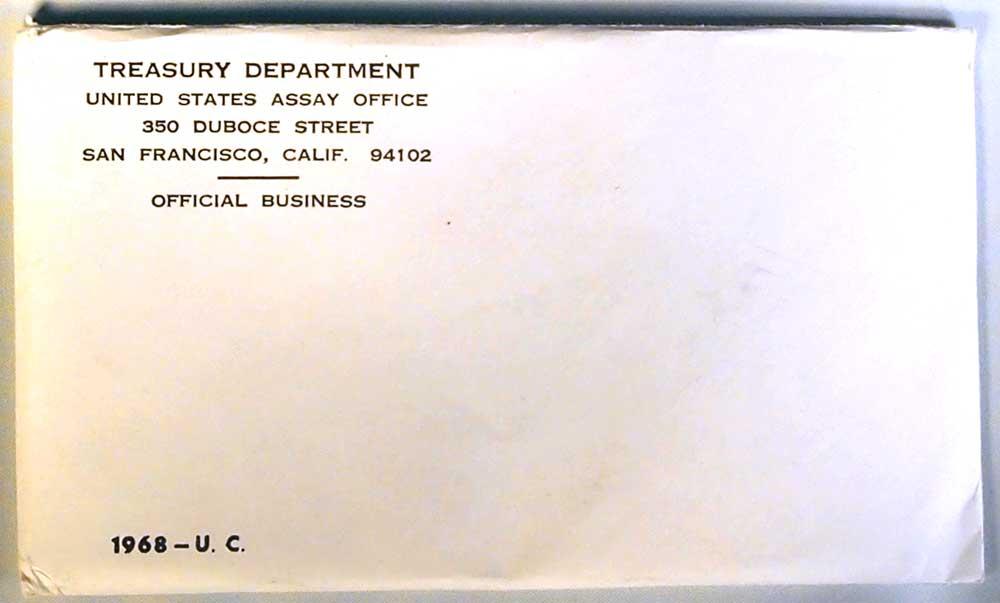 TREASURY DEPARTMENT
UNITED STATES ASSAY OFFICE
350 DUBOCE STREET
SAN FRANCISCO, CALIF. 94102
OFFICIAL BUSINESS
1968 – U. C.